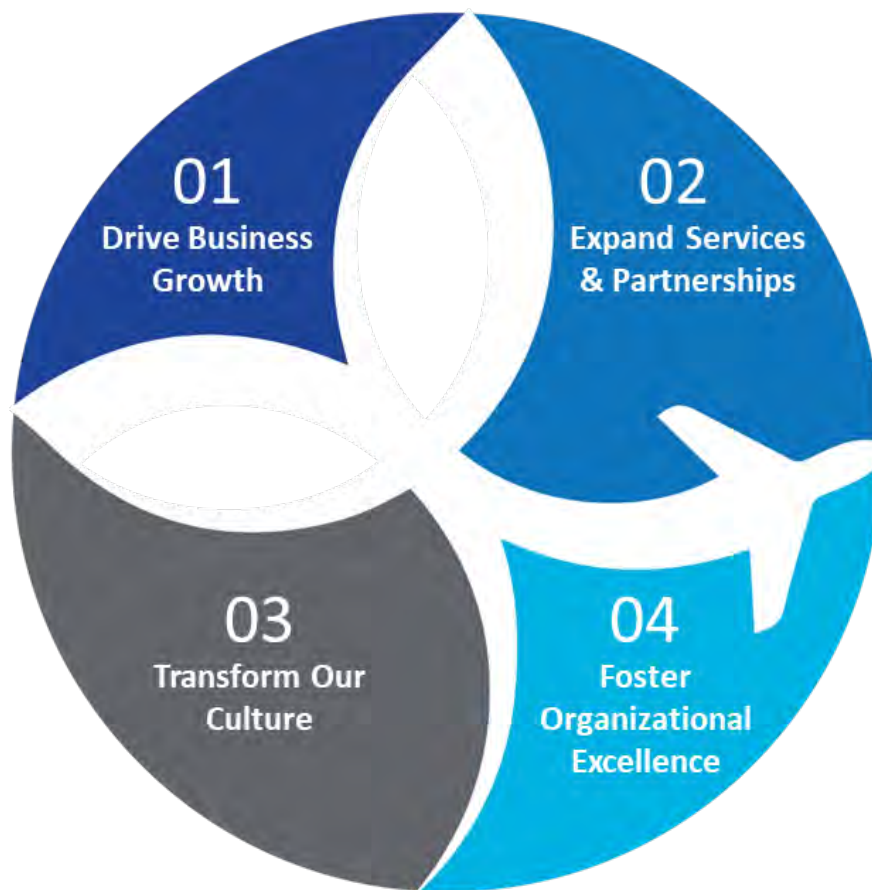 01
Drive Business
Growth
02
Expand Services
& Partnerships
03
Transform Our
Culture
04
Foster
Organizational
Excellence